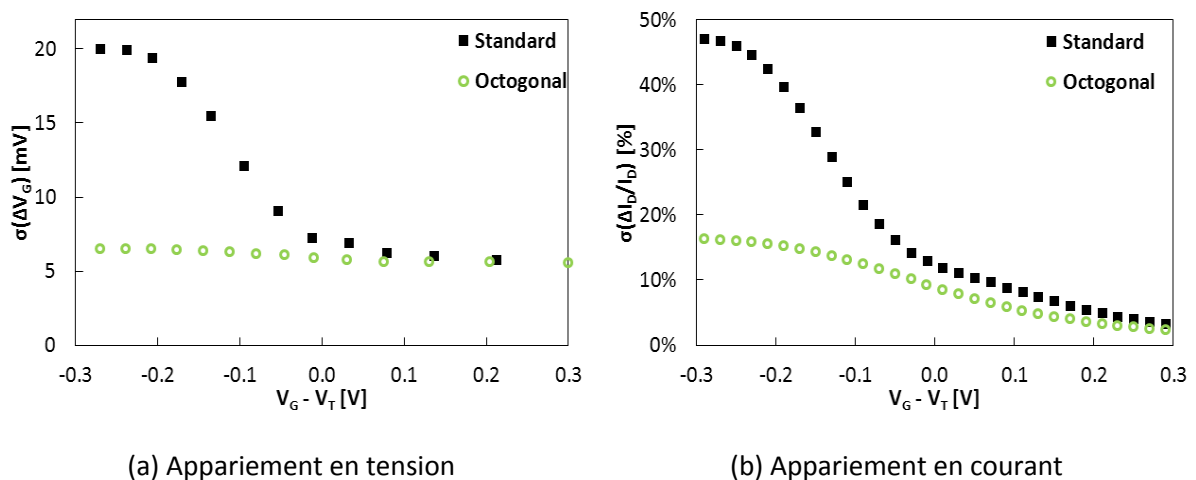 σ(ΔV_G) [mV]
20
15
10
5
0
-0.3 -0.2 -0.1 0.0 0.1 0.2 0.3
V_G - V_T [V]
Standard
Octogonal
(a) Appariement en tension
σ(ΔI_D/I_D) [%]
50%
40%
30%
20%
10%
0%
-0.3 -0.2 -0.1 0.0 0.1 0.2 0.3
V_G - V_T [V]
Standard
Octogonal
(b) Appariement en courant